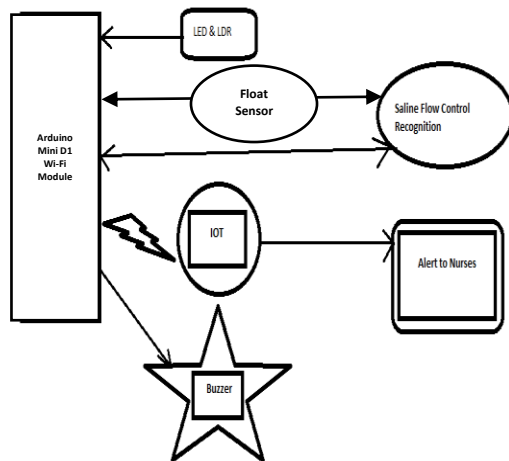 LED & LDR
Float
Sensor
Saline Flow Control
Recognition
Arduino
Mini D1
Wi-Fi
Module
IOT
Alert to Nurses
Buzzer